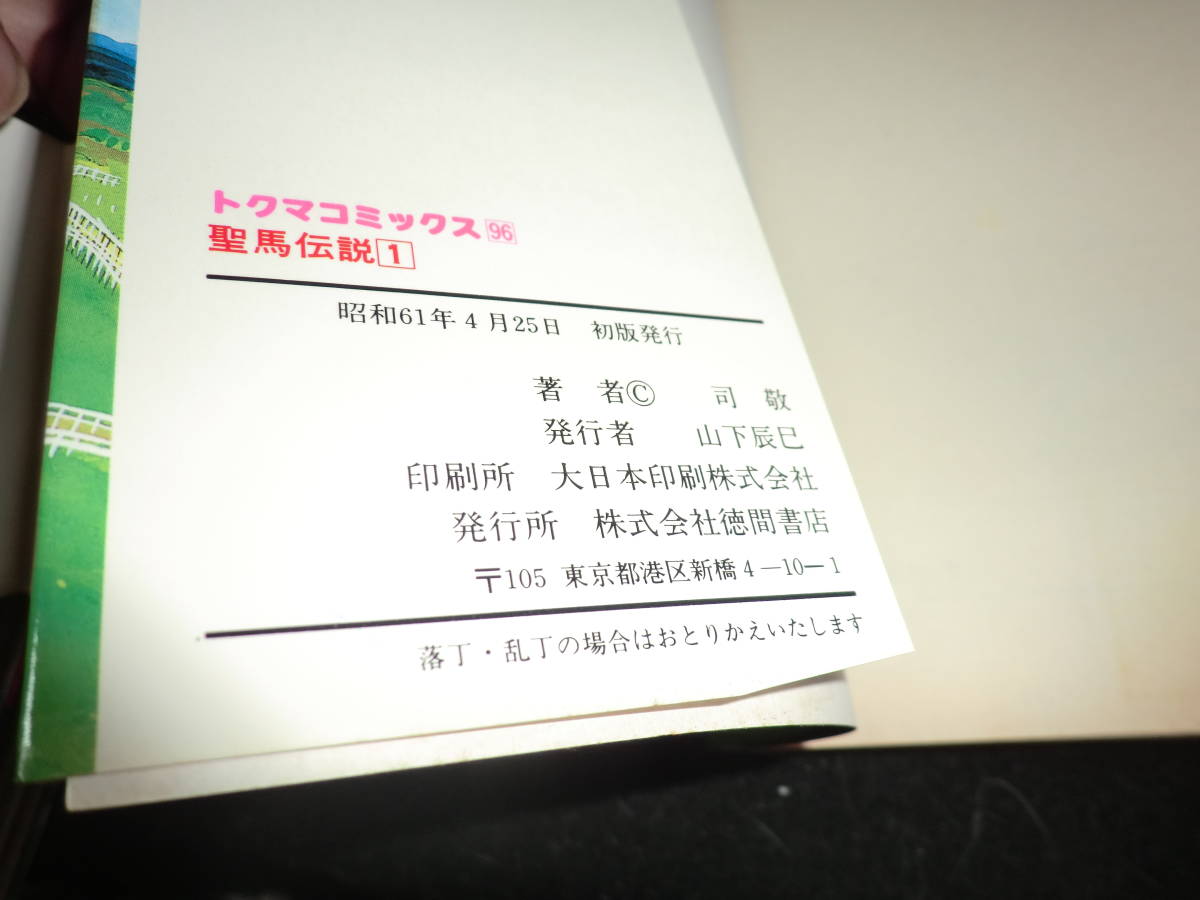 トクマコミックス 96
聖馬伝説 1
昭和61年4月25日 初版発行
著 者Ⓒ 司 敬
発行者 山下辰巳
印刷所 大日本印刷株式会社
発行所 株式会社徳間書店
〒105 東京都港区新橋4―10―1
落丁・乱丁の場合はおとりかえいたします